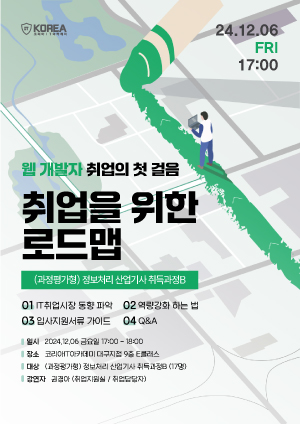 KOREA
24.12.06
FRI
17:00
웹 개발자 취업의 첫 걸음
취업을 위한
로드맵
(과정평가형) 정보처리 산업기사 취득과정B
01 IT취업시장 동향 파악
02 역량강화 하는 법
03 입사지원서류 가이드
04 Q&A
일시 2024.12.06 금요일 17:00 - 18:00
장소 코리아IT아카데미 대구지점 9층 E클래스
대상 (과정평가형) 정보처리 산업기사 취득과정B (17명)
강연자 권경아 (취업지원실 / 취업담당자)